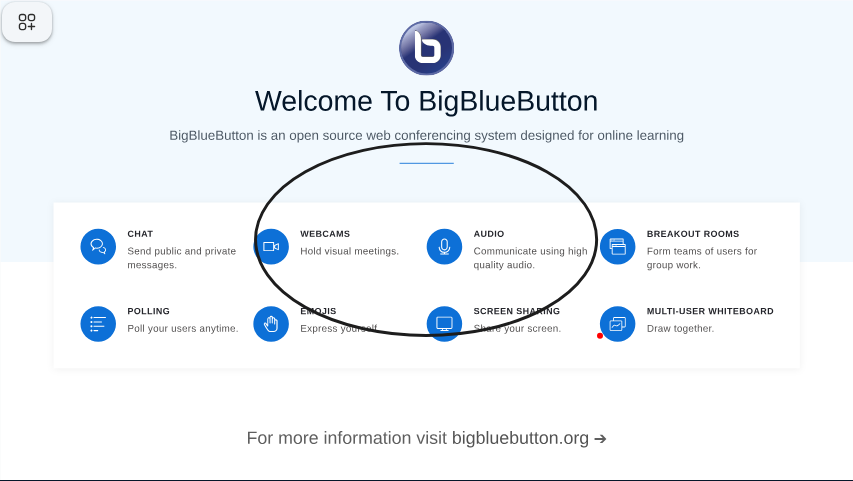 Welcome To BigBlueButton
BigBlueButton is an open source web conferencing system designed for online learning
CHAT
Send public and private
messages.
WEBCAMS
Hold visual meetings.
AUDIO
Communicate using high
quality audio.
BREAKOUT ROOMS
Form teams of users for
group work.
POLLING
Poll your users anytime.
EMOJIS
Express yourself.
SCREEN SHARING
Share your screen.
MULTI-USER WHITEBOARD
Draw together.
For more information visit bigbluebutton.org ➔